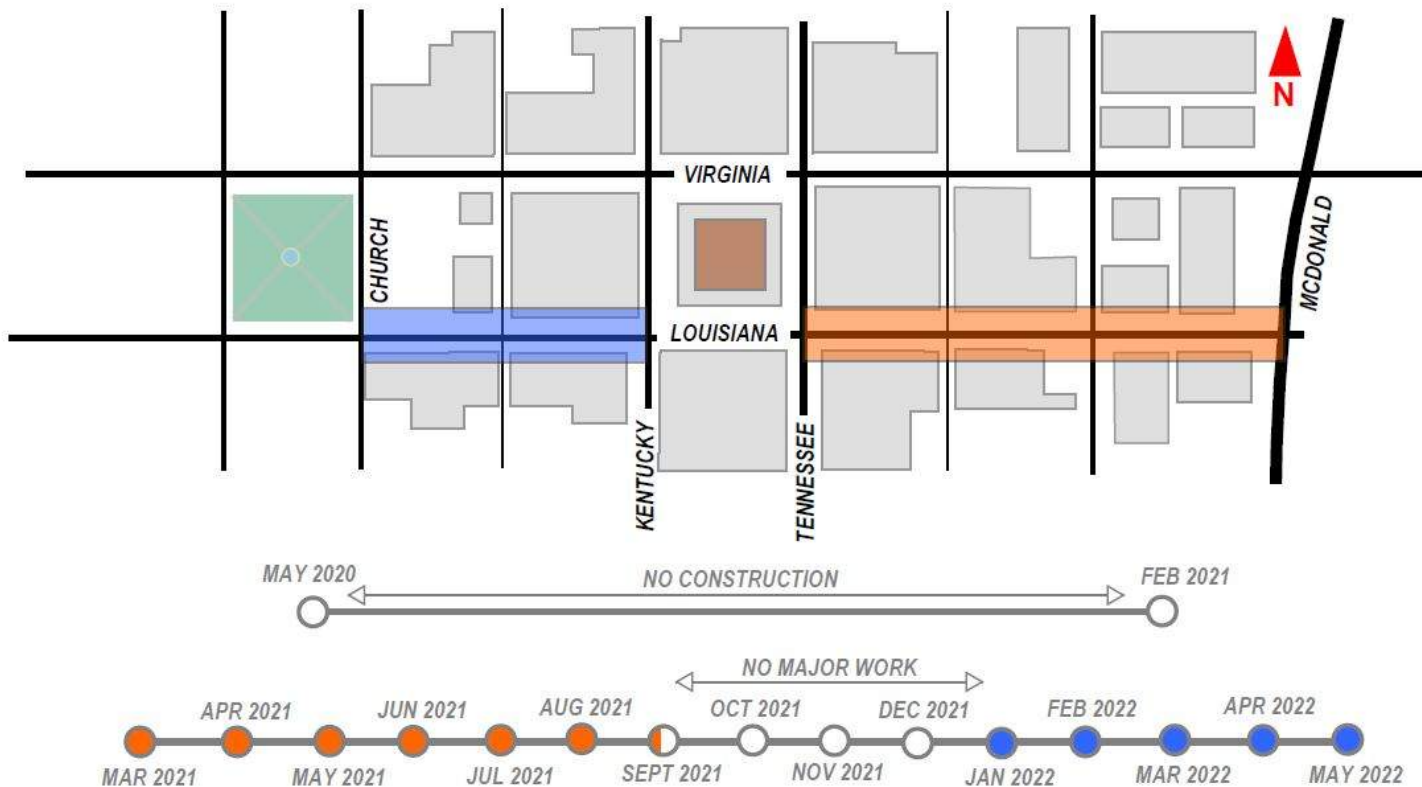 N
VIRGINIA
CHURCH
MCDONALD
LOUISIANA
KENTUCKY
TENNESSEE
MAY 2020
NO CONSTRUCTION
FEB 2021
NO MAJOR WORK
APR 2021
JUN 2021
AUG 2021
OCT 2021
DEC 2021
FEB 2022
APR 2022
MAR 2021
MAY 2021
JUL 2021
SEPT 2021
NOV 2021
JAN 2022
MAR 2022
MAY 2022